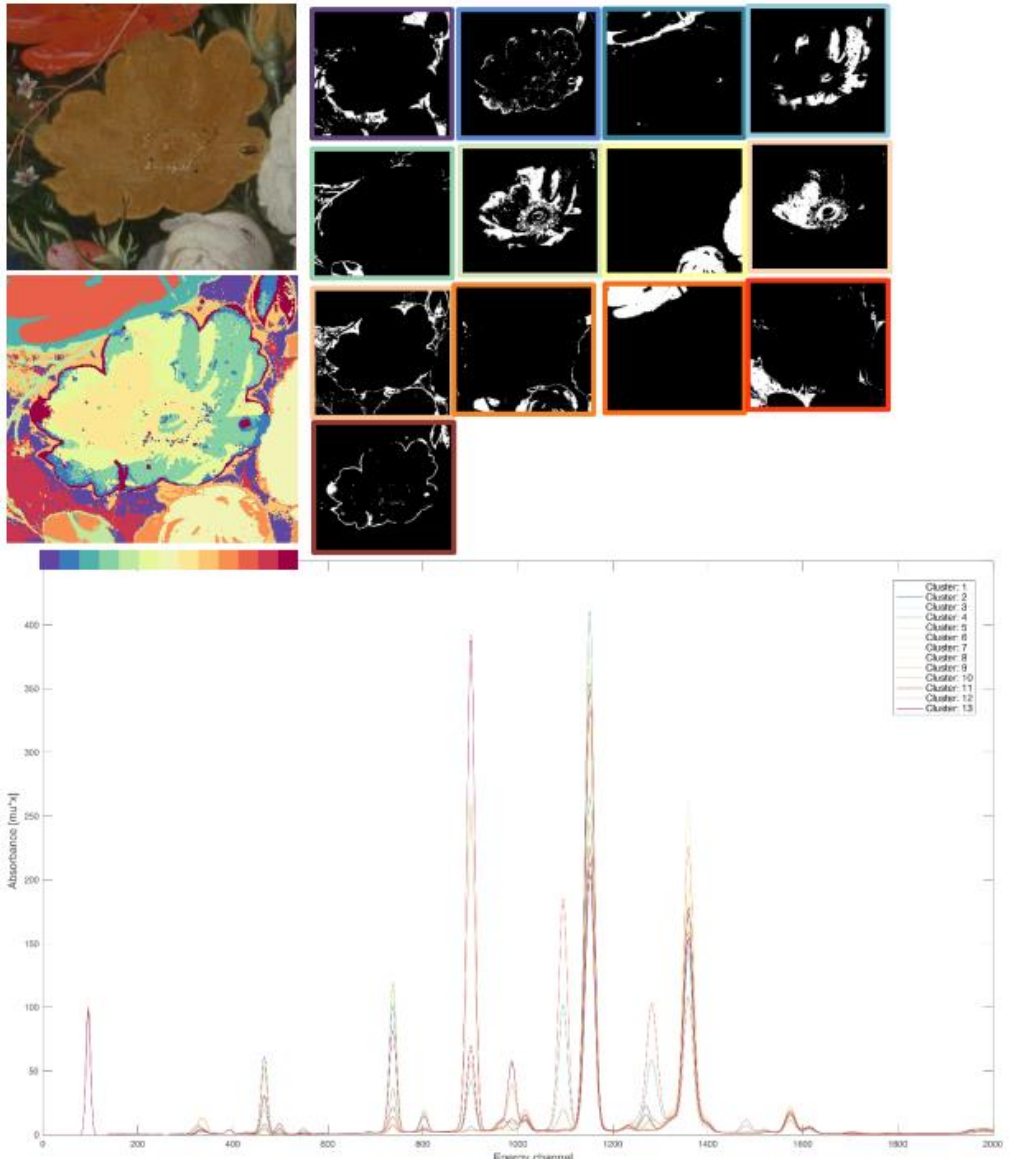 400
350
300
250
200
150
100
50
0
Absorbance [mu*x]
0 200 400 600 800 1000 1200 1400 1600 1800 2000
Energy channel
Cluster: 1
Cluster: 2
Cluster: 3
Cluster: 4
Cluster: 5
Cluster: 6
Cluster: 7
Cluster: 8
Cluster: 9
Cluster: 10
Cluster: 11
Cluster: 12
Cluster: 13